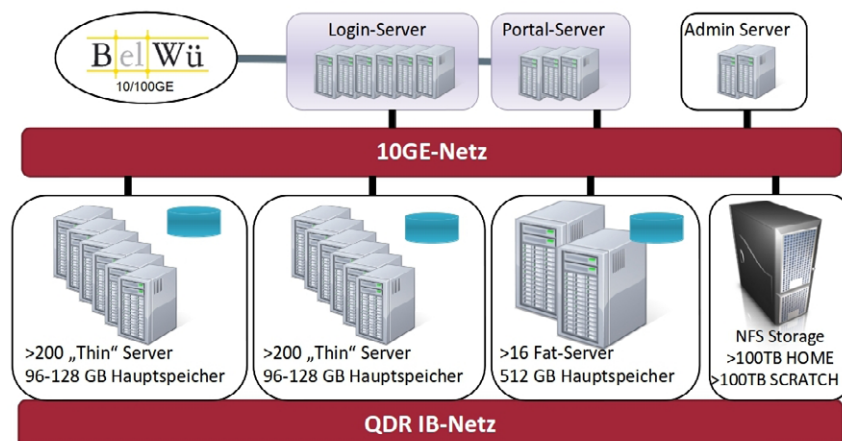 Login-Server
Portal-Server
Admin Server
BelWü
10/100GE
10GE-Netz
>200 „Thin“ Server
96-128 GB Hauptspeicher
>200 „Thin“ Server
96-128 GB Hauptspeicher
>16 Fat-Server
512 GB Hauptspeicher
NFS Storage
>100TB HOME
>100TB SCRATCH
QDR IB-Netz